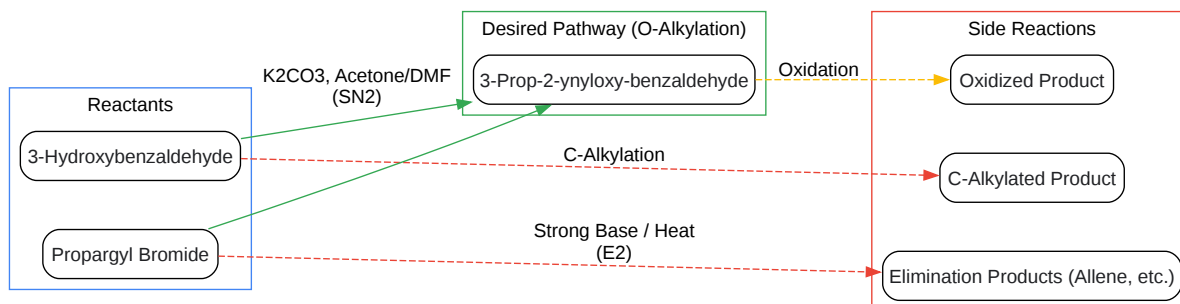 Desired Pathway (O-Alkylation)
Side Reactions
K2CO3, Acetone/DMF
(SN2)
3-Prop-2-ynyloxy-benzaldehyde
Oxidation
Oxidized Product
Reactants
3-Hydroxybenzaldehyde
C-Alkylation
C-Alkylated Product
Strong Base / Heat
(E2)
Propargyl Bromide
Elimination Products (Allene, etc.)